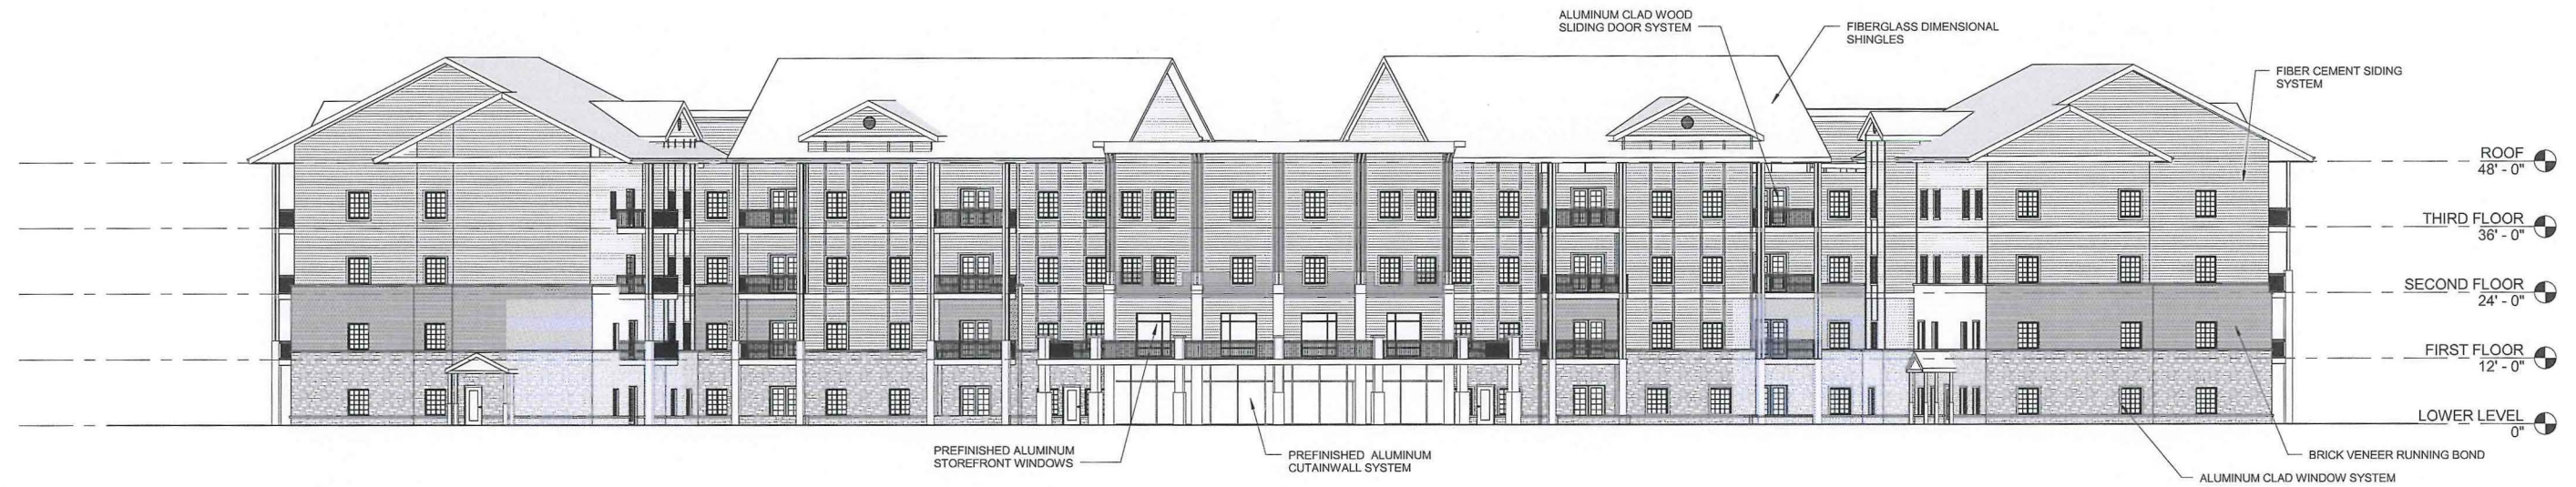 ALUMINUM CLAD WOOD
SLIDING DOOR SYSTEM
FIBERGLASS DIMENSIONAL
SHINGLES
FIBER CEMENT SIDING
SYSTEM
ROOF
48' - 0"
THIRD FLOOR
36' - 0"
SECOND FLOOR
24' - 0"
FIRST FLOOR
12' - 0"
LOWER LEVEL
0"
PREFINISHED ALUMINUM
STOREFRONT WINDOWS
PREFINISHED ALUMINUM
CUTAINWALL SYSTEM
BRICK VENEER RUNNING BOND
ALUMINUM CLAD WINDOW SYSTEM